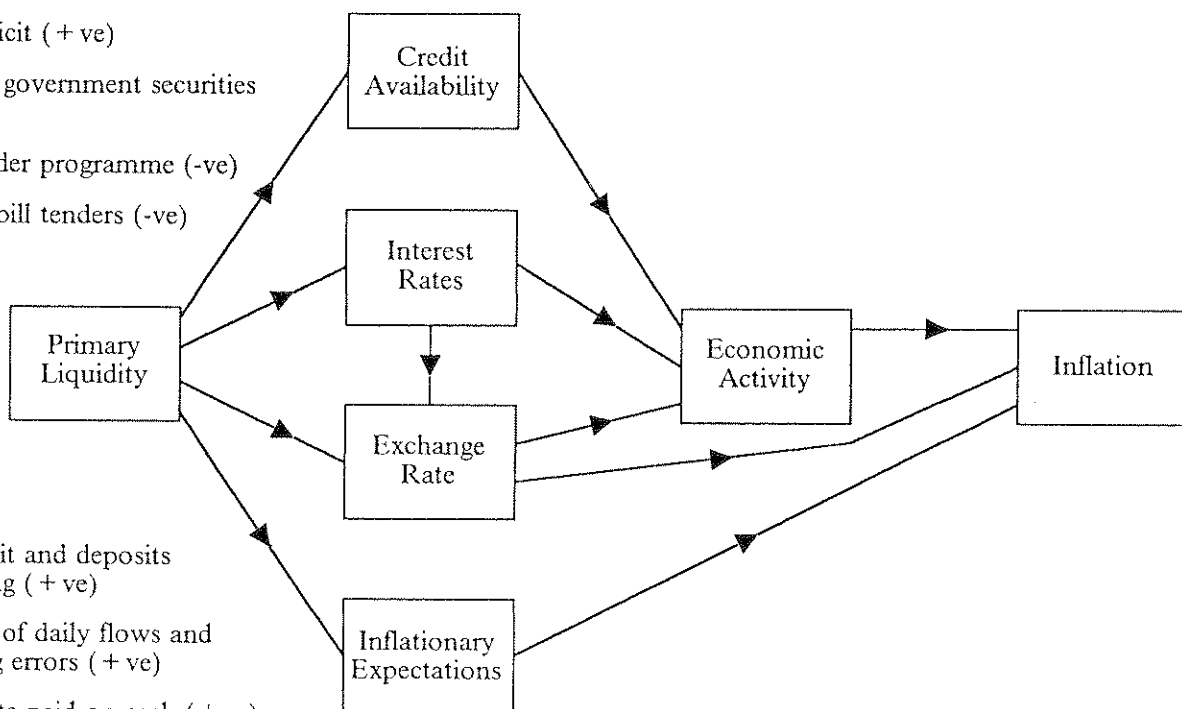 icit (+ve)
government securities
der programme (-ve)
bill tenders (-ve)
Credit
Availability
Interest
Rates
Primary
Liquidity
Economic
Activity
Inflation
Exchange
Rate
it and deposits
g (+ve)
of daily flows and
g errors (+ve)
Inflationary
Expectations